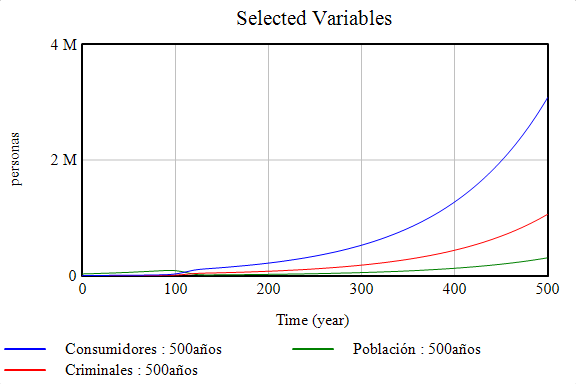 Selected Variables
4 M
2 M
0
personas
0 100 200 300 400 500
Time (year)
Consumidores : 500años Población : 500años
Criminales : 500años